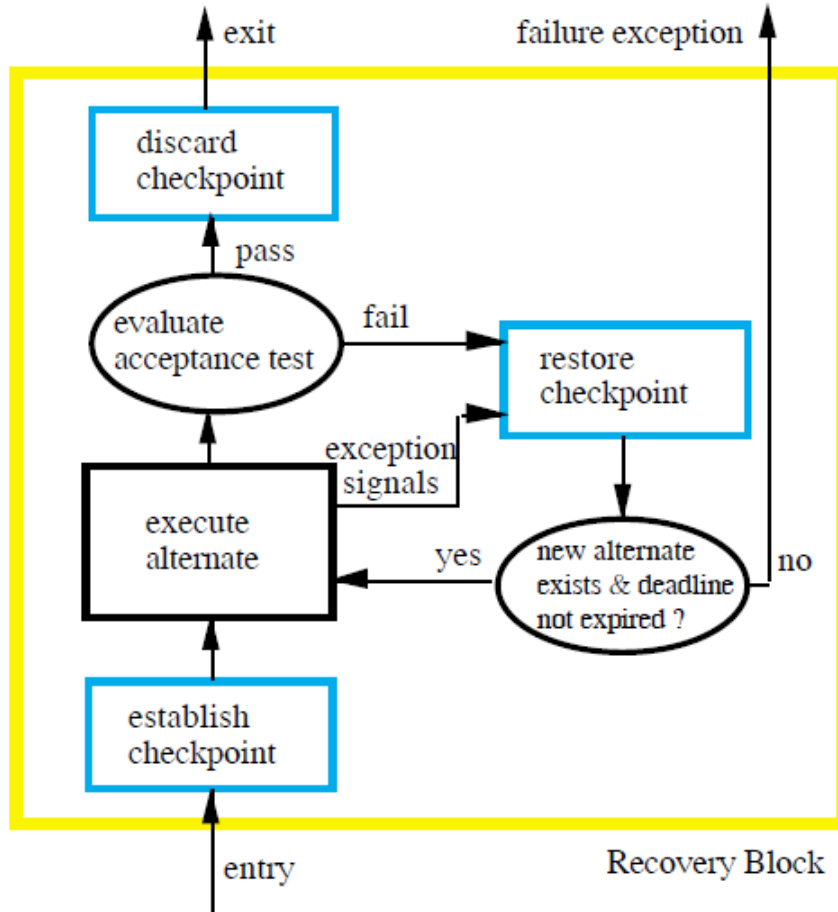 exit
failure exception
discard
checkpoint
pass
evaluate
acceptance test
fail
restore
checkpoint
exception
signals
execute
alternate
yes
new alternate
exists & deadline
not expired ?
no
establish
checkpoint
entry
Recovery Block